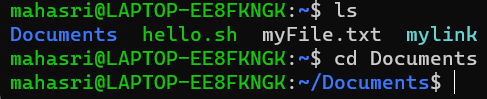 mahasri@LAPTOP-EE8FKNGK:~$ ls
Documents hello.sh myFile.txt mylink
mahasri@LAPTOP-EE8FKNGK:~$ cd Documents
mahasri@LAPTOP-EE8FKNGK:~/Documents$